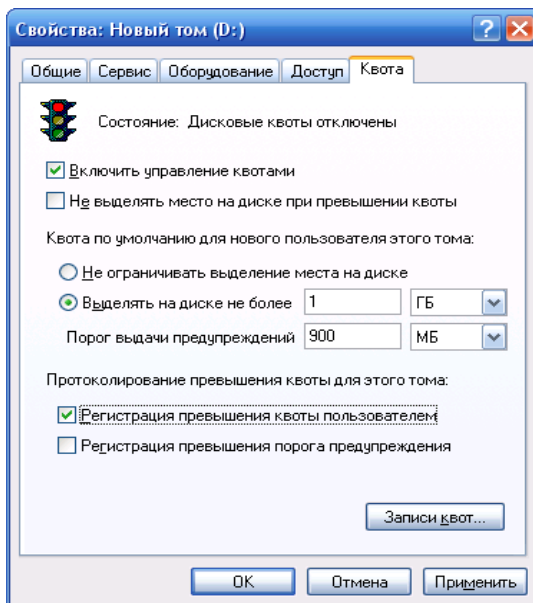 Свойства: Новый том (D:)
Общие Сервис Оборудование Доступ Квота
Состояние: Дисковые квоты отключены
Включить управление квотами
Не выделять место на диске при превышении квоты
Квота по умолчанию для нового пользователя этого тома:
Не ограничивать выделение места на диске
Выделять на диске не более 1 ГБ
Порог выдачи предупреждений 900 МБ
Протоколирование превышения квоты для этого тома:
Регистрация превышения квоты пользователем
Регистрация превышения порога предупреждения
Записи квот...
OK Отмена Применить